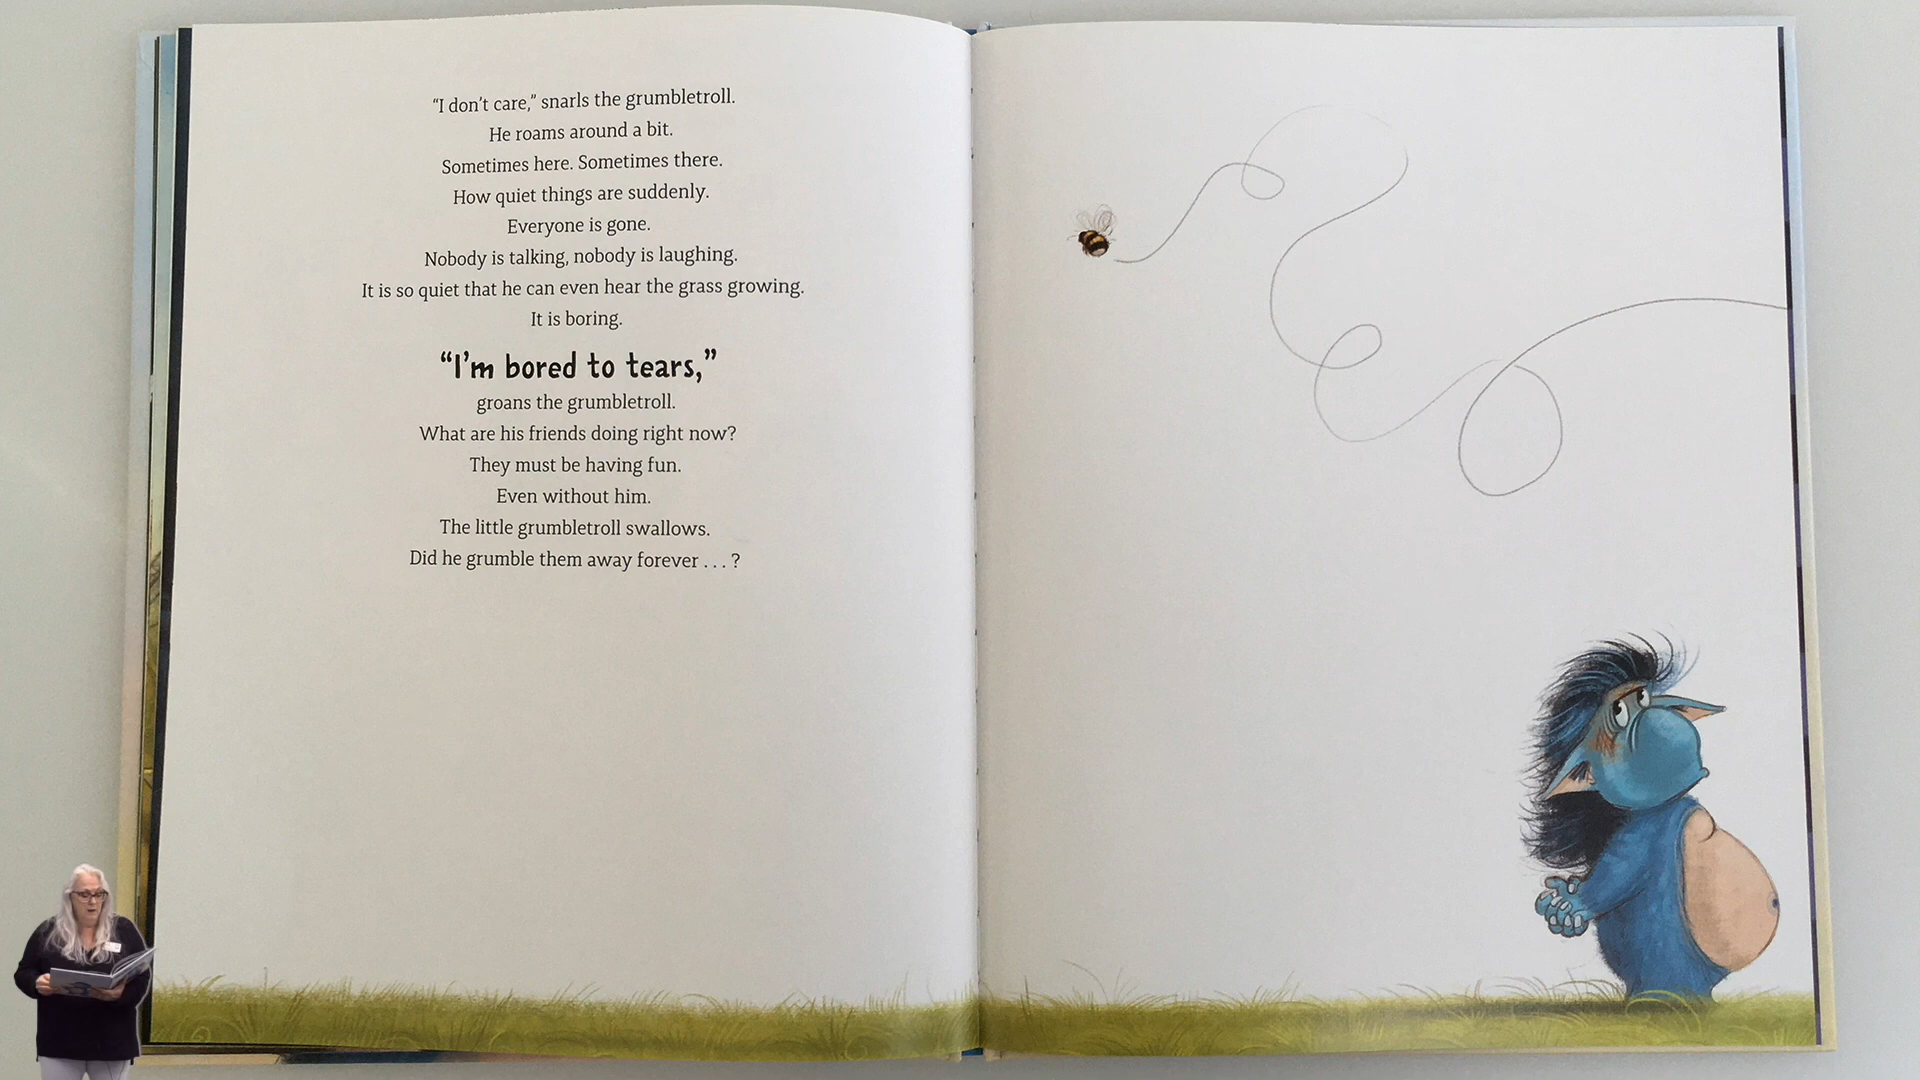 “I don’t care,” snarls the grumbletroll.
He roams around a bit.
Sometimes here. Sometimes there.
How quiet things are suddenly.
Everyone is gone.
Nobody is talking, nobody is laughing.
It is so quiet that he can even hear the grass growing.
It is boring.
“I’m bored to tears,”
groans the grumbletroll.
What are his friends doing right now?
They must be having fun.
Even without him.
The little grumbletroll swallows.
Did he grumble them away forever . . . ?